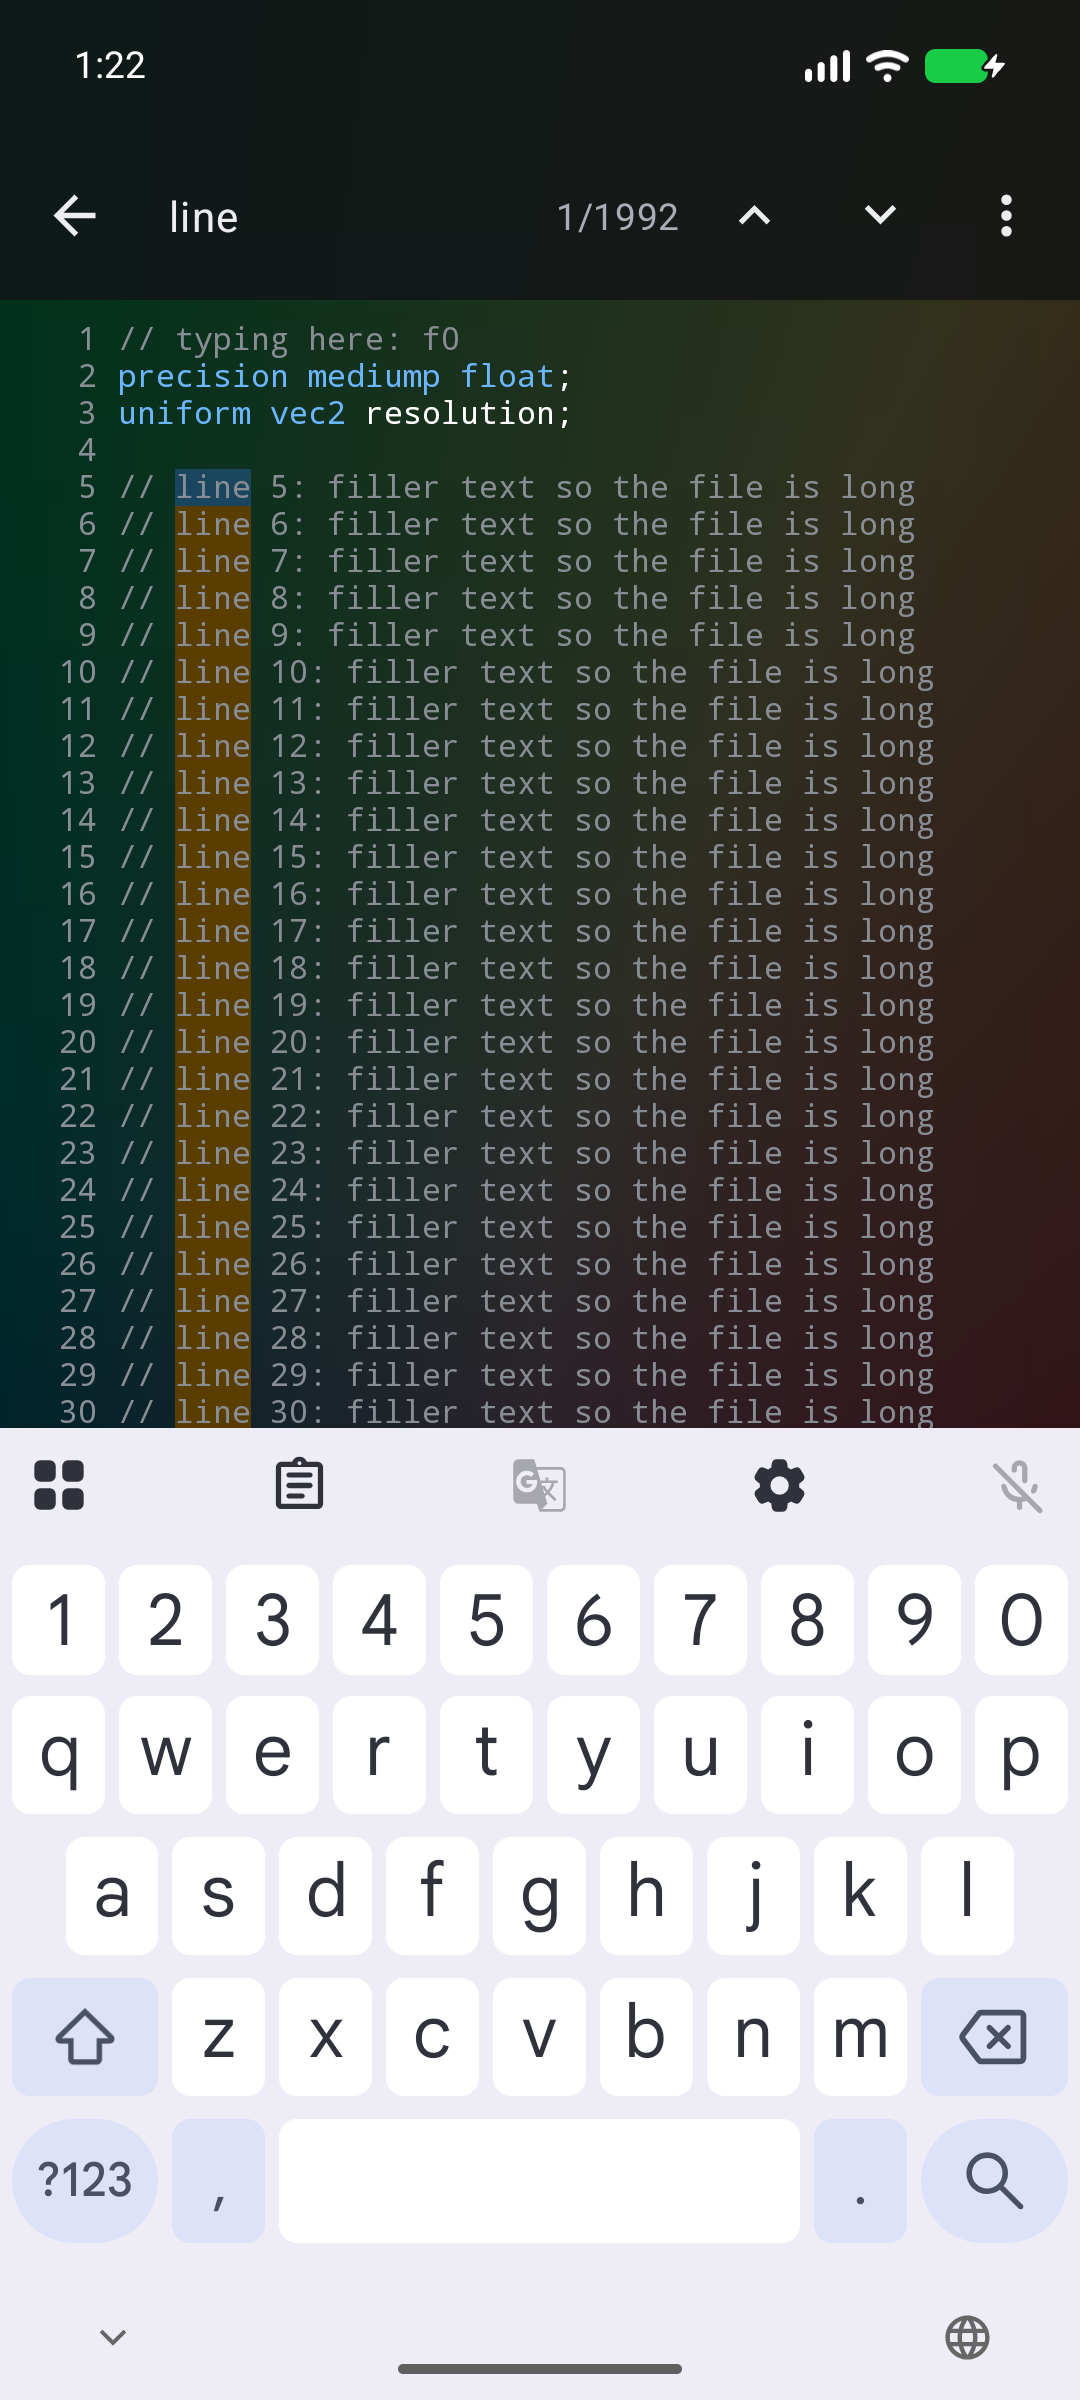 1:22
line 1/1992
1 // typing here: f0
2 precision mediump float;
3 uniform vec2 resolution;
4
5 // line 5: filler text so the file is long
6 // line 6: filler text so the file is long
7 // line 7: filler text so the file is long
8 // line 8: filler text so the file is long
9 // line 9: filler text so the file is long
10 // line 10: filler text so the file is long
11 // line 11: filler text so the file is long
12 // line 12: filler text so the file is long
13 // line 13: filler text so the file is long
14 // line 14: filler text so the file is long
15 // line 15: filler text so the file is long
16 // line 16: filler text so the file is long
17 // line 17: filler text so the file is long
18 // line 18: filler text so the file is long
19 // line 19: filler text so the file is long
20 // line 20: filler text so the file is long
21 // line 21: filler text so the file is long
22 // line 22: filler text so the file is long
23 // line 23: filler text so the file is long
24 // line 24: filler text so the file is long
25 // line 25: filler text so the file is long
26 // line 26: filler text so the file is long
27 // line 27: filler text so the file is long
28 // line 28: filler text so the file is long
29 // line 29: filler text so the file is long
30 // line 30: filler text so the file is long
G 文
1 2 3 4 5 6 7 8 9 0
q w e r t y u i o p
a s d f g h j k l
z x c v b n m
?123 , .